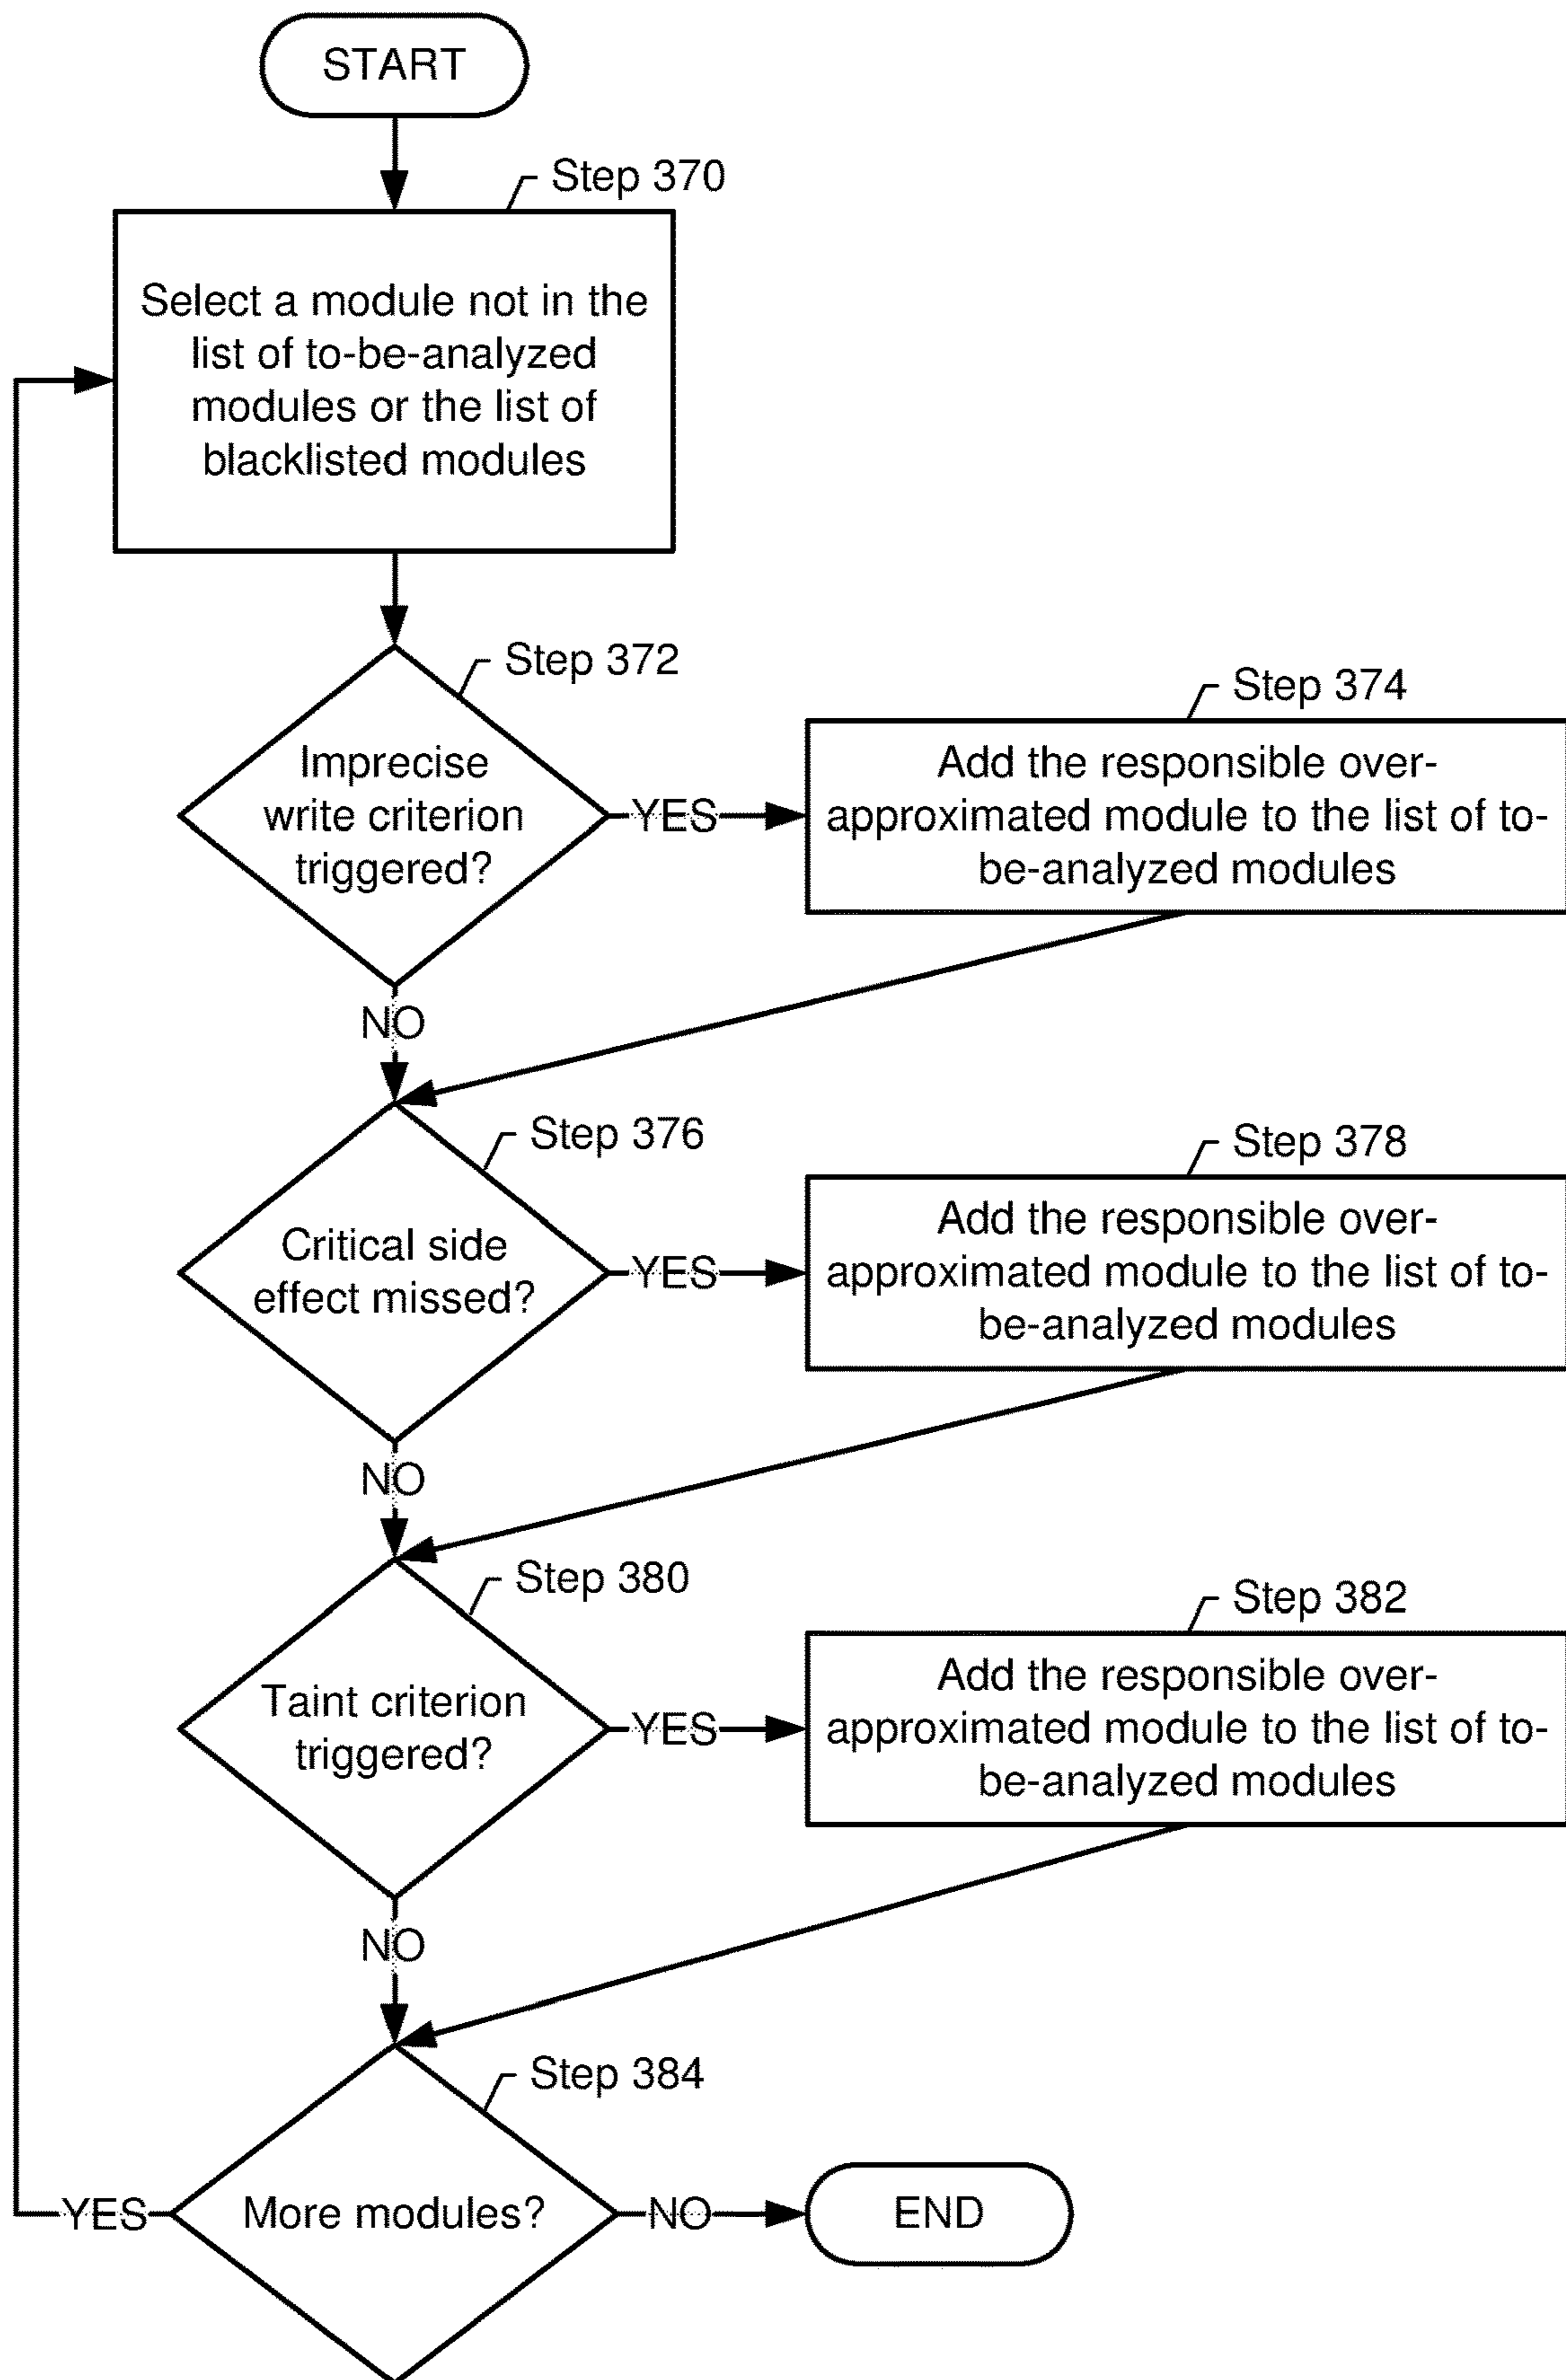 START
Step 370
Select a module not in the
list of to-be-analyzed
modules or the list of
blacklisted modules
Step 372
Imprecise
write criterion
triggered?
YES
Step 374
Add the responsible over-
approximated module to the list of to-
be-analyzed modules
NO
Step 376
Critical side
effect missed?
YES
Step 378
Add the responsible over-
approximated module to the list of to-
be-analyzed modules
NO
Step 380
Taint criterion
triggered?
YES
Step 382
Add the responsible over-
approximated module to the list of to-
be-analyzed modules
NO
Step 384
YES
More modules?
NO
END